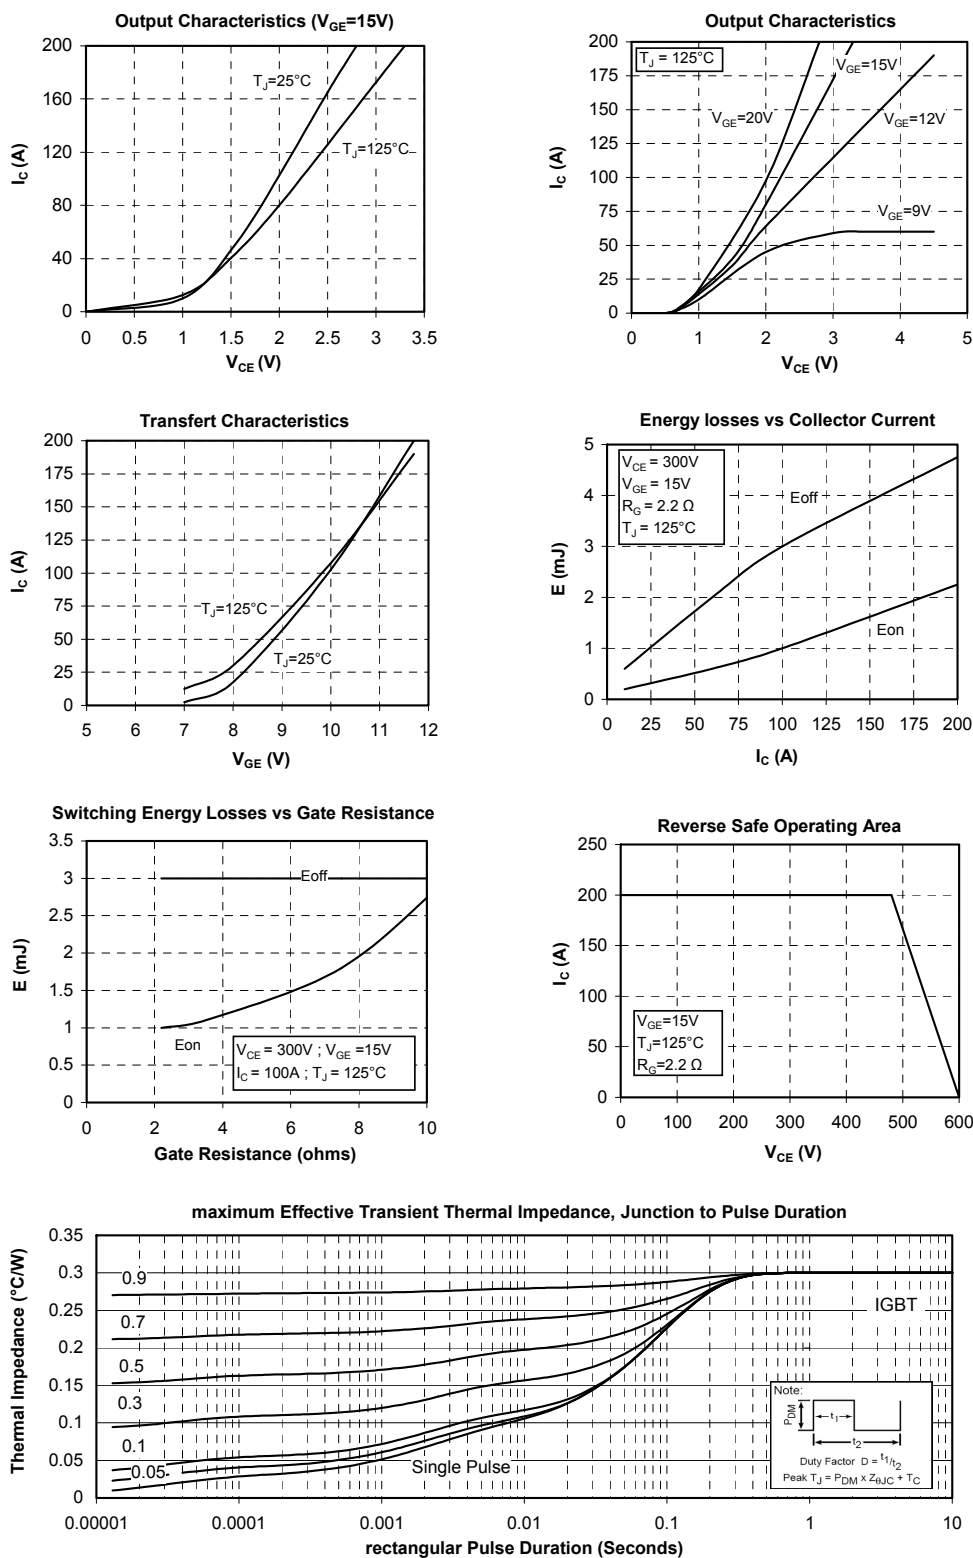 Output Characteristics (VGE=15V)
200
160
120
80
40
0
IC (A)
TJ=25°C
TJ=125°C
0 0.5 1 1.5 2 2.5 3 3.5
VCE (V)
Output Characteristics
200
175
150
125
100
75
50
25
0
IC (A)
TJ = 125°C
VGE=15V
VGE=20V
VGE=12V
VGE=9V
0 1 2 3 4 5
VCE (V)
Transfert Characteristics
200
175
150
125
100
75
50
25
0
IC (A)
TJ=125°C
TJ=25°C
5 6 7 8 9 10 11 12
VGE (V)
Energy losses vs Collector Current
5
4
3
2
1
0
E (mJ)
VCE = 300V
VGE = 15V
RG = 2.2 Ω
TJ = 125°C
Eoff
Eon
0 25 50 75 100 125 150 175 200
IC (A)
Switching Energy Losses vs Gate Resistance
3.5
3
2.5
2
1.5
1
0.5
0
E (mJ)
Eoff
Eon
VCE = 300V ; VGE =15V
IC = 100A ; TJ = 125°C
0 2 4 6 8 10
Gate Resistance (ohms)
Reverse Safe Operating Area
250
200
150
100
50
0
IC (A)
VGE=15V
TJ=125°C
RG=2.2 Ω
0 100 200 300 400 500 600
VCE (V)
maximum Effective Transient Thermal Impedance, Junction to Pulse Duration
0.35
0.3
0.25
0.2
0.15
0.1
0.05
0
Thermal Impedance (°C/W)
0.9
0.7
0.5
0.3
0.1
0.05
Single Pulse
IGBT
Note:
PDM
t1
t2
Duty Factor D = t1/t2
Peak TJ = PDM x ZθJC + TC
0.00001 0.0001 0.001 0.01 0.1 1 10
rectangular Pulse Duration (Seconds)